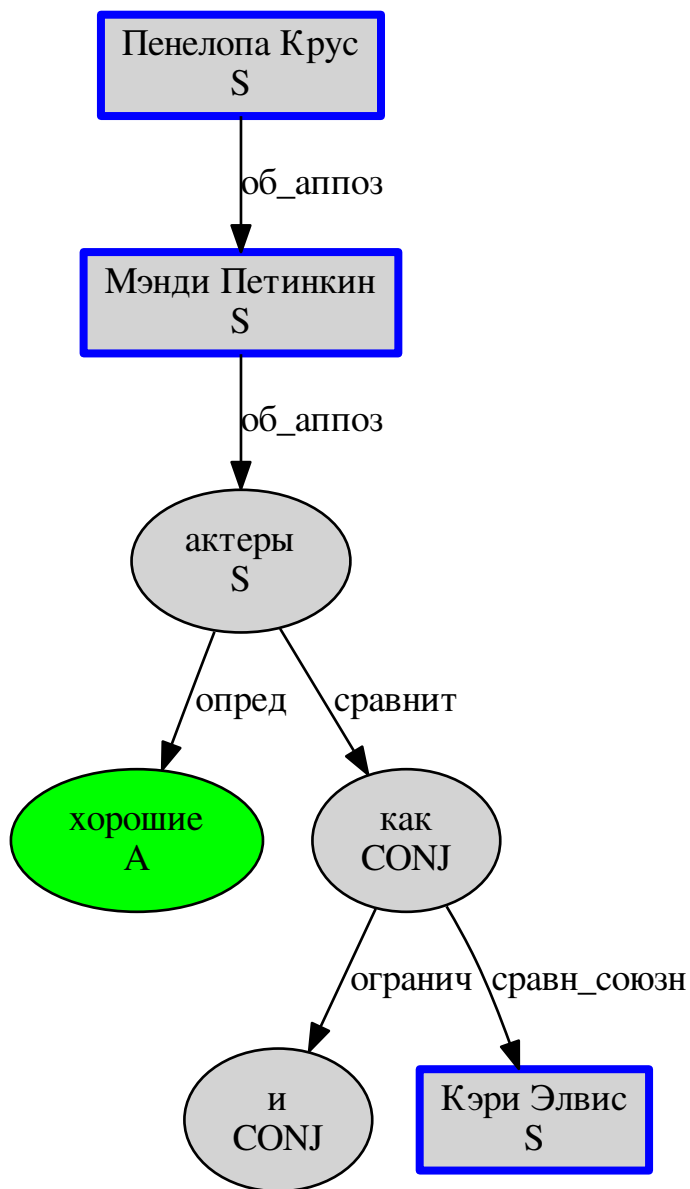 Пенелопа Крус
S
об_аппоз
Мэнди Петинкин
S
об_аппоз
актеры
S
опред
сравнит
хорошие
A
как
CONJ
огранич
сравн_союзн
и
CONJ
Кэри Элвис
S